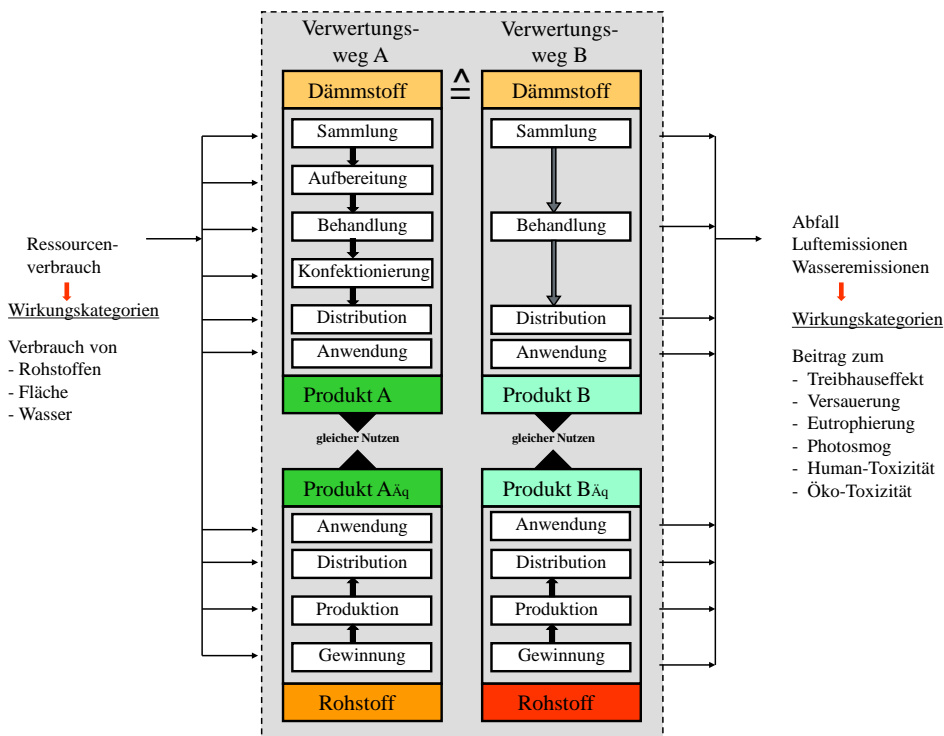 Verwertungs-
weg A
Verwertungs-
weg B
Dämmstoff
≙
Dämmstoff
Sammlung
Aufbereitung
Behandlung
Konfektionierung
Distribution
Anwendung
Produkt A
gleicher Nutzen
Produkt AÄq
Anwendung
Distribution
Produktion
Gewinnung
Rohstoff
Sammlung
Behandlung
Distribution
Anwendung
Produkt B
gleicher Nutzen
Produkt BÄq
Anwendung
Distribution
Produktion
Gewinnung
Rohstoff
Ressourcen-
verbrauch
Wirkungskategorien
Verbrauch von
- Rohstoffen
- Fläche
- Wasser
Abfall
Luftemissionen
Wasseremissionen
Wirkungskategorien
Beitrag zum
- Treibhauseffekt
- Versauerung
- Eutrophierung
- Photosmog
- Human-Toxizität
- Öko-Toxizität